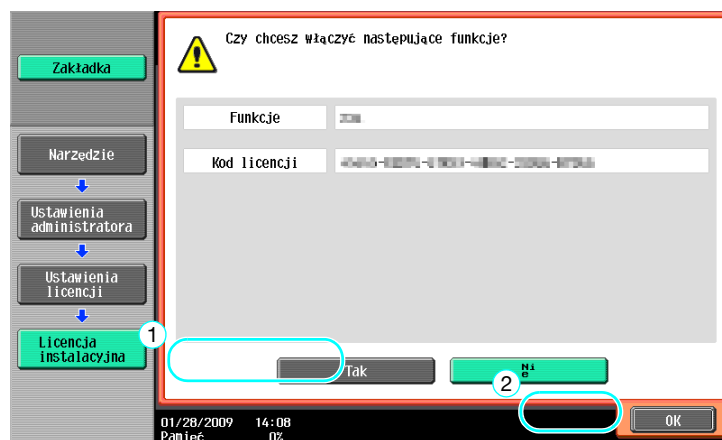 Zakładka
Czy chcesz włączyć następujące funkcje?
Funkcje
Kod licencji
Narzędzie
Ustawienia
administratora
Ustawienia
licencji
Licencja
instalacyjna
1
Tak
Ni
e
2
OK
01/28/2009 14:08
Pamięć 0%